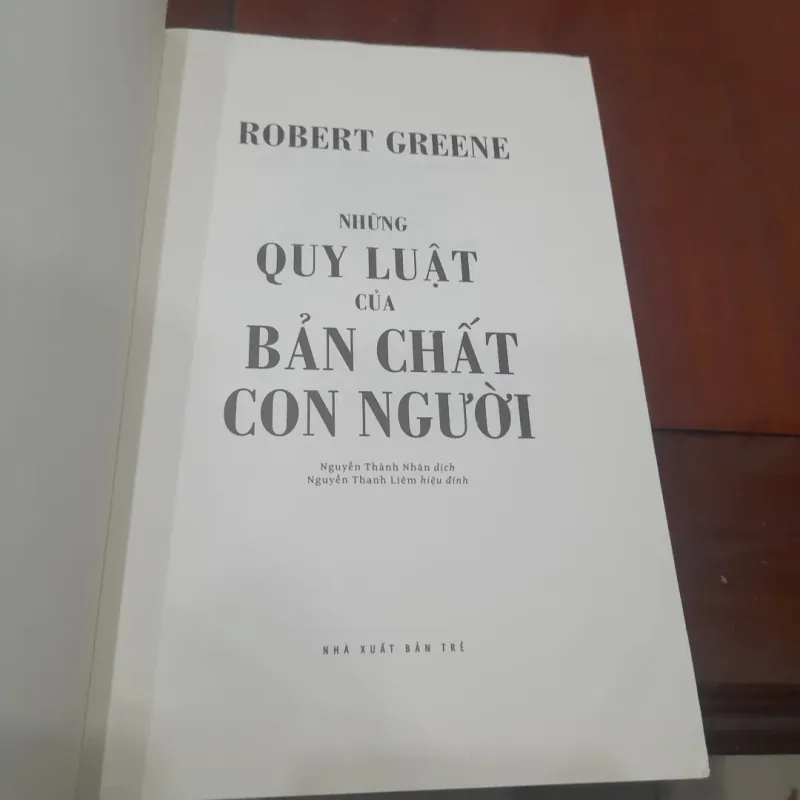 ROBERT GREENE
NHỮNG
QUY LUẬT
CỦA
BẢN CHẤT
CON NGƯỜI
Nguyễn Thành Nhân dịch
Nguyễn Thanh Liêm hiệu đính
NHÀ XUẤT BẢN TRẺ